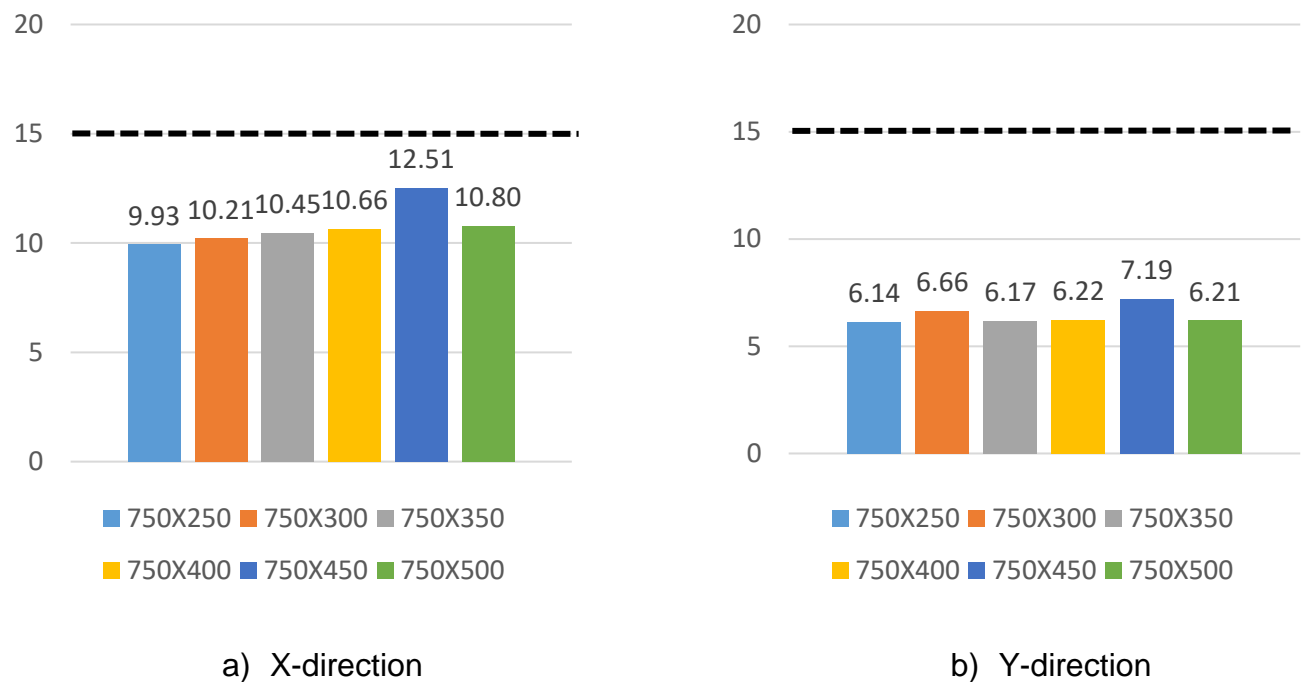 20
15
10
5
0
12.51
9.93 10.21 10.45 10.66 10.80
750X250 750X300 750X350
750X400 750X450 750X500
a) X-direction
20
15
10
5
0
6.14 6.66 6.17 6.22 7.19 6.21
750X250 750X300 750X350
750X400 750X450 750X500
b) Y-direction